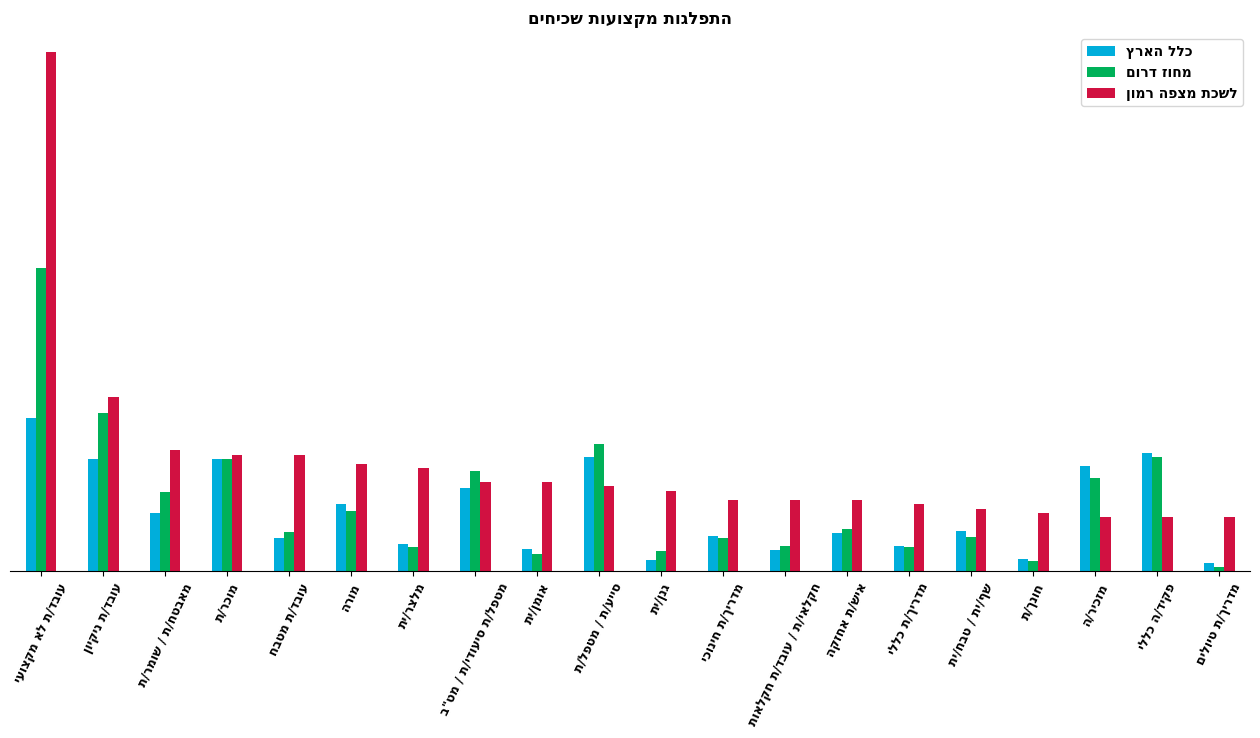 התפלגות מקצועות שכיחים
כלל הארץ
מחוז דרום
לשכת מצפה רמון
עובד/ת לא מקצועי
עובד/ת ניקיון
מאבטח/ת / שומר/ת
מוכר/ת
עובד/ת מטבח
מורה
מלצר/ית
מטפל/ת סיעודי/ת / מט"ב
אומן/ית
סייע/ת / מטפל/ת
גנן/ית
מדריך/ת חינוכי
חקלאי/ת / עובד/ת חקלאות
איש/ת אחזקה
מדריך/ת כללי
שף/ית / טבח/ית
חונך/ת
מזכיר/ה
פקיד/ה כללי
מדריך/ת טיולים